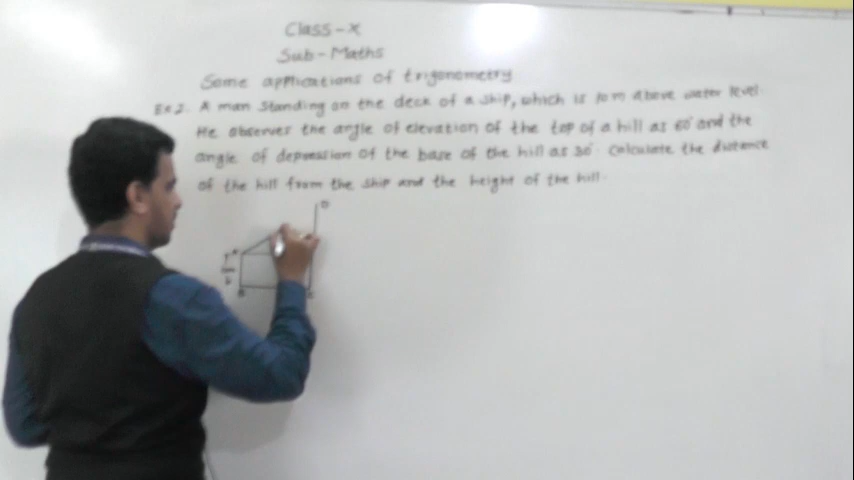 Class-X
Sub-Maths
Some applications of trigonometry
Ex 2. A man standing on the deck of a ship, which is 10m above water level.
He observes the angle of elevation of the top of a hill as 60° and the
angle of depression of the base of the hill as 30°. Calculate the distance
of the hill from the ship and the height of the hill.
D
A
B
C